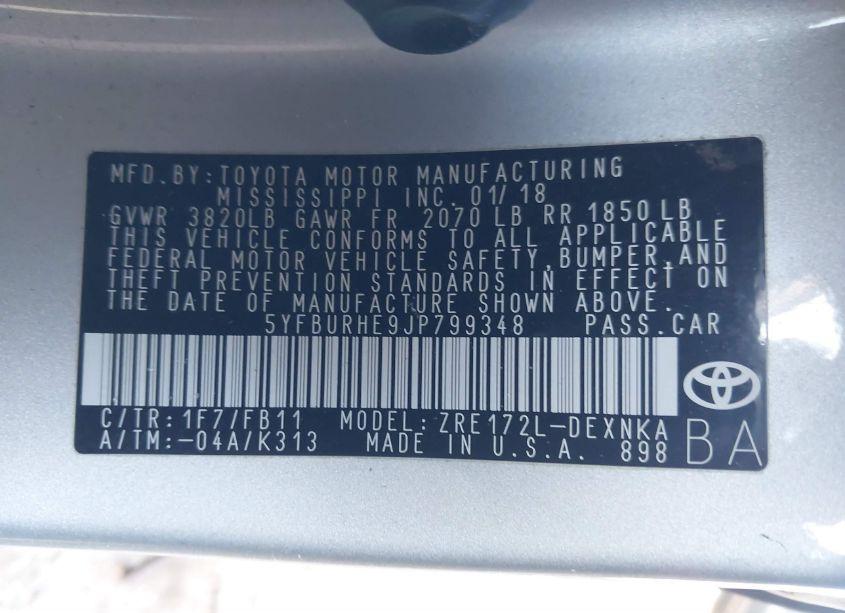 MFD.BY:TOYOTA MOTOR MANUFACTURING
MISSISSIPPI INC. 01/18
GVWR 3820LB GAWR FR 2070LB RR 1850LB
THIS VEHICLE CONFORMS TO ALL APPLICABLE
FEDERAL MOTOR VEHICLE SAFETY,BUMPER,AND
THEFT PREVENTION STANDARDS IN EFFECT ON
THE DATE OF MANUFACTURE SHOWN ABOVE.
5YFBURHE9JP799348 PASS.CAR
C/TR:1F7/FB11 MODEL:ZRE172L-DEXNKA
A/TM:-04A/K313 MADE IN U.S.A. 898
BA